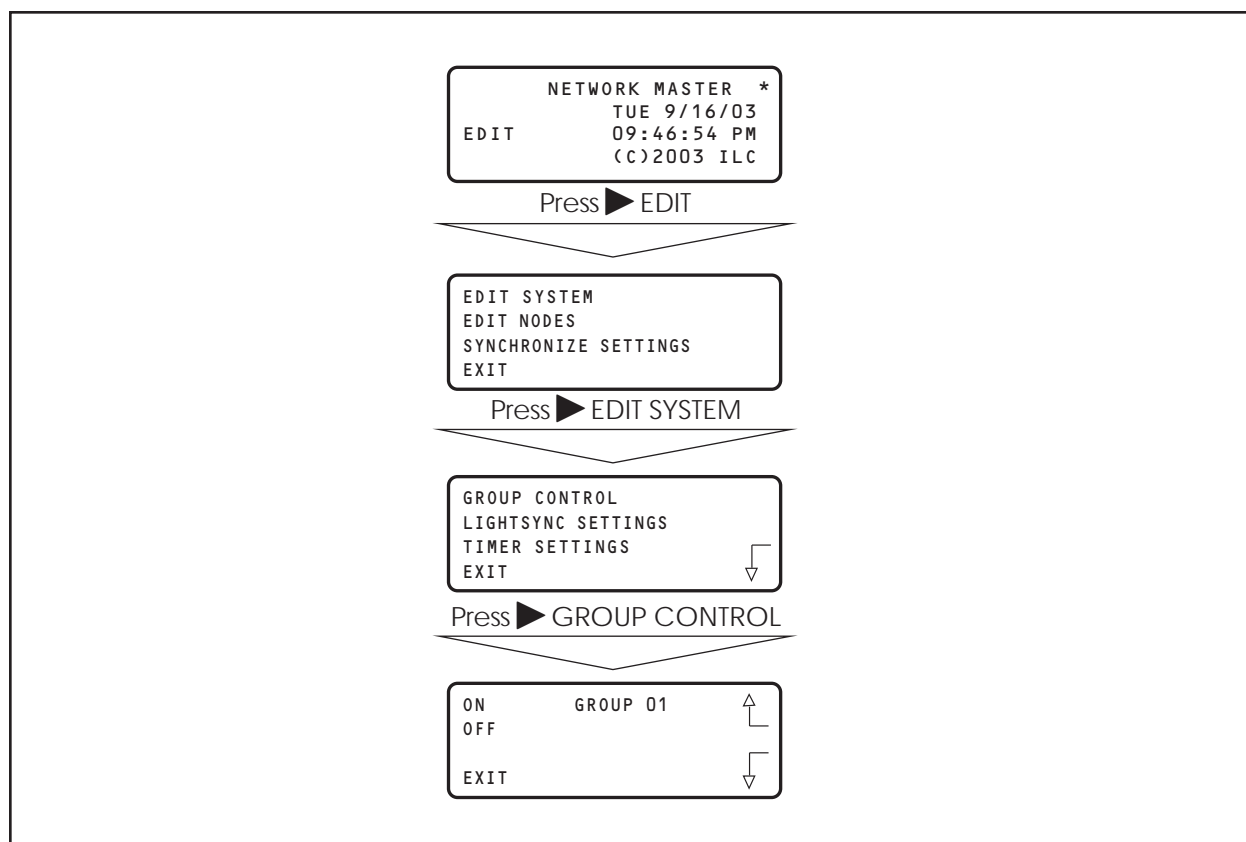 NETWORK MASTER *
TUE 9/16/03
EDIT 09:46:54 PM
(C)2003 ILC
Press ▶ EDIT
EDIT SYSTEM
EDIT NODES
SYNCHRONIZE SETTINGS
EXIT
Press ▶ EDIT SYSTEM
GROUP CONTROL
LIGHTSYNC SETTINGS
TIMER SETTINGS
EXIT
Press ▶ GROUP CONTROL
ON GROUP 01
OFF
EXIT